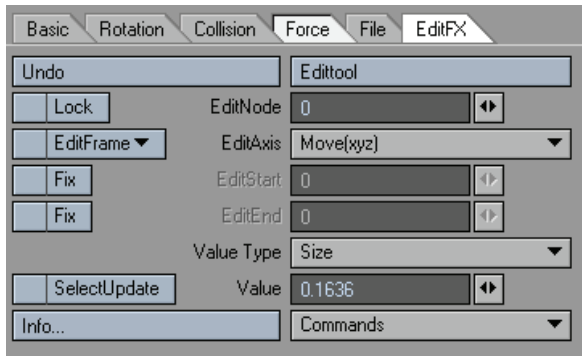 Basic Rotation Collision Force File EditFX
Undo Edittool
Lock EditNode 0
EditFrame EditAxis Move(xyz)
Fix EditStart 0
Fix EditEnd 0
Value Type Size
SelectUpdate Value 0.1636
Info... Commands